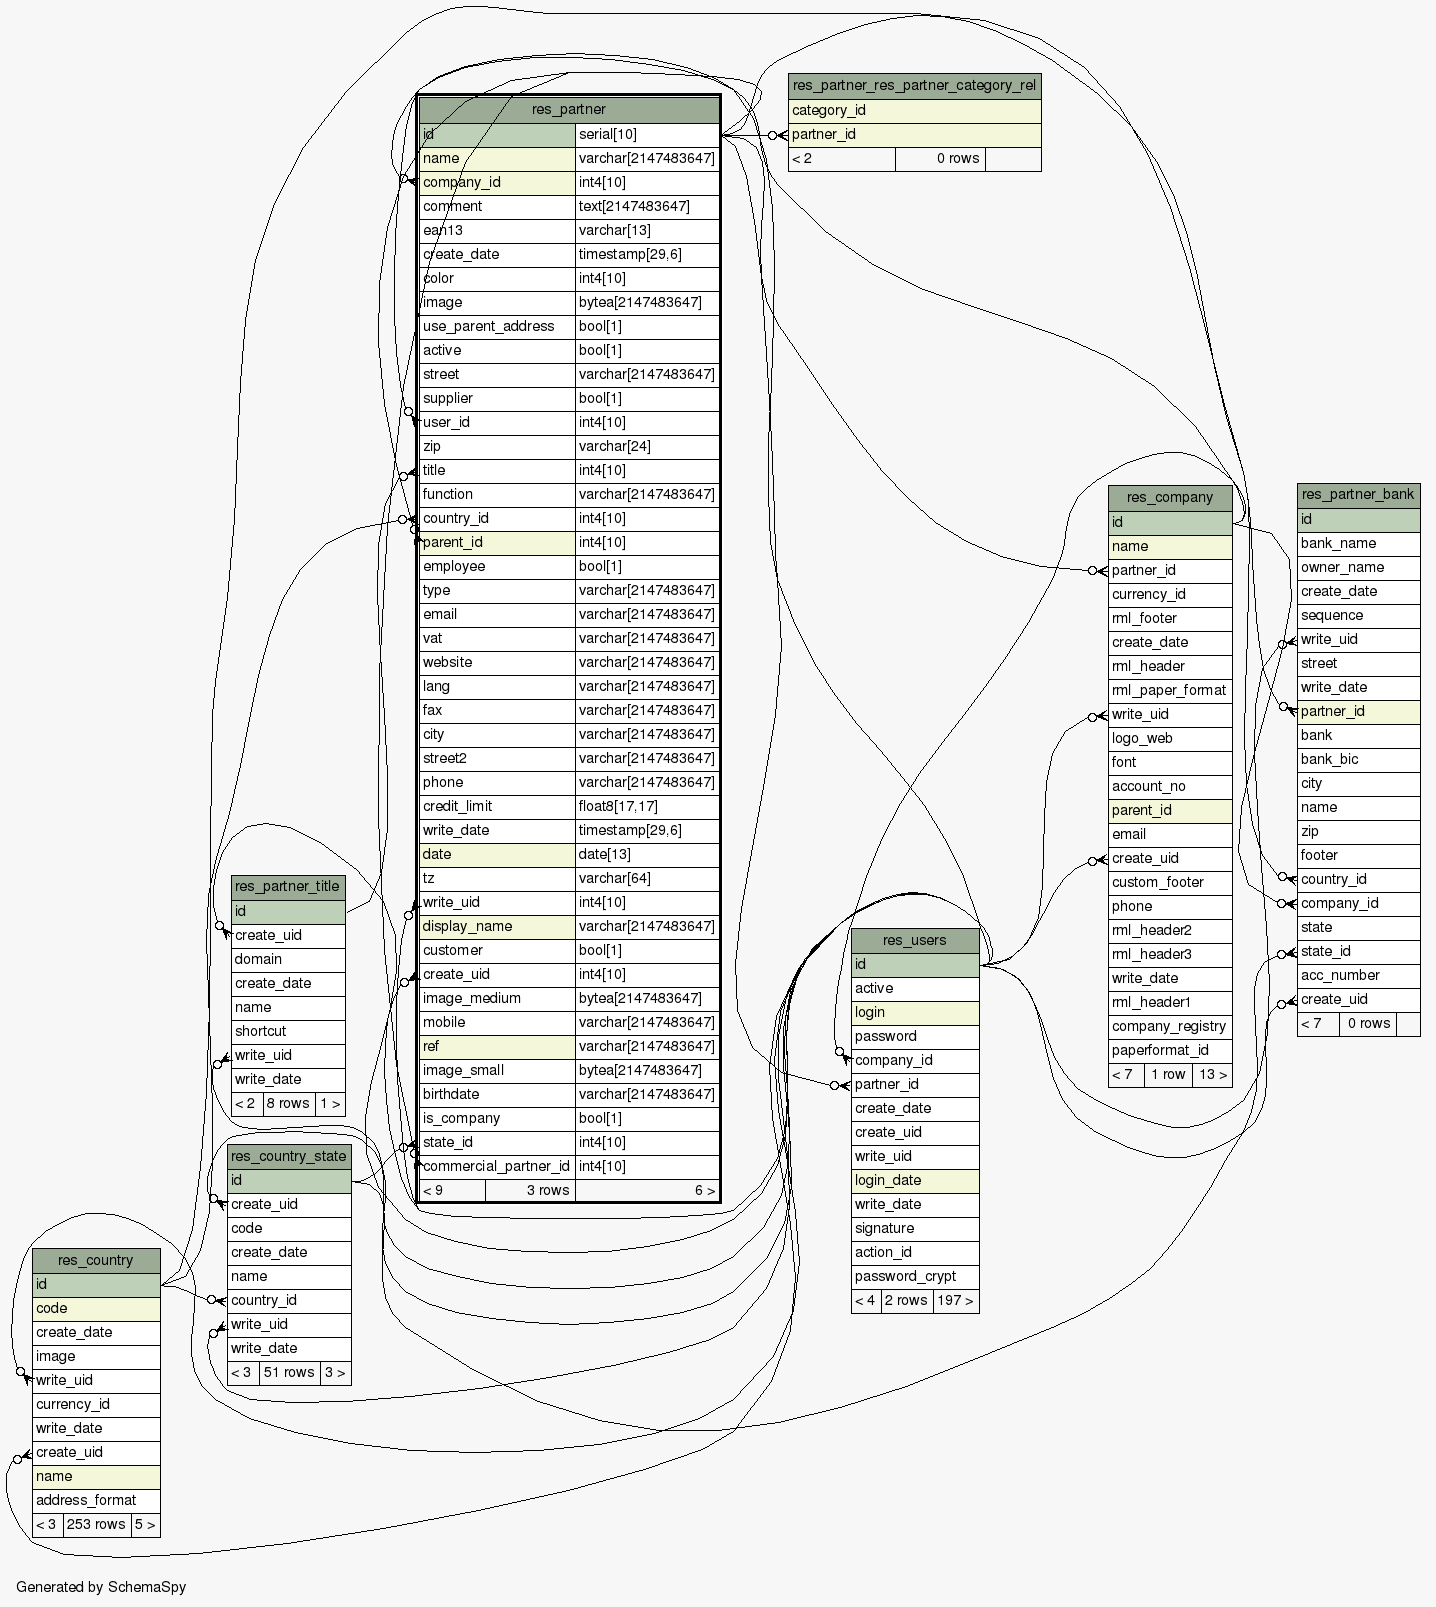 res_partner_res_partner_category_rel
category_id
partner_id
< 2 0 rows
res_partner
id serial[10]
name varchar[2147483647]
company_id int4[10]
comment text[2147483647]
ean13 varchar[13]
create_date timestamp[29,6]
color int4[10]
image bytea[2147483647]
use_parent_address bool[1]
active bool[1]
street varchar[2147483647]
supplier bool[1]
user_id int4[10]
zip varchar[24]
title int4[10]
function varchar[2147483647]
country_id int4[10]
parent_id int4[10]
employee bool[1]
type varchar[2147483647]
email varchar[2147483647]
vat varchar[2147483647]
website varchar[2147483647]
lang varchar[2147483647]
fax varchar[2147483647]
city varchar[2147483647]
street2 varchar[2147483647]
phone varchar[2147483647]
credit_limit float8[17,17]
write_date timestamp[29,6]
date date[13]
tz varchar[64]
write_uid int4[10]
display_name varchar[2147483647]
customer bool[1]
create_uid int4[10]
image_medium bytea[2147483647]
mobile varchar[2147483647]
ref varchar[2147483647]
image_small bytea[2147483647]
birthdate varchar[2147483647]
is_company bool[1]
state_id int4[10]
commercial_partner_id int4[10]
< 9 3 rows 6 >
res_company
id
name
partner_id
currency_id
rml_footer
create_date
rml_header
rml_paper_format
write_uid
logo_web
font
account_no
parent_id
email
create_uid
custom_footer
phone
rml_header2
rml_header3
write_date
rml_header1
company_registry
paperformat_id
< 7 1 row 13 >
res_partner_bank
id
bank_name
owner_name
create_date
sequence
write_uid
street
write_date
partner_id
bank
bank_bic
city
name
zip
footer
country_id
company_id
state
state_id
acc_number
create_uid
< 7 0 rows
res_partner_title
id
create_uid
domain
create_date
name
shortcut
write_uid
write_date
< 2 8 rows 1 >
res_users
id
active
login
password
company_id
partner_id
create_date
create_uid
write_uid
login_date
write_date
signature
action_id
password_crypt
< 4 2 rows 197 >
res_country_state
id
create_uid
code
create_date
name
country_id
write_uid
write_date
< 3 51 rows 3 >
res_country
id
code
create_date
image
write_uid
currency_id
write_date
create_uid
name
address_format
< 3 253 rows 5 >
Generated by SchemaSpy